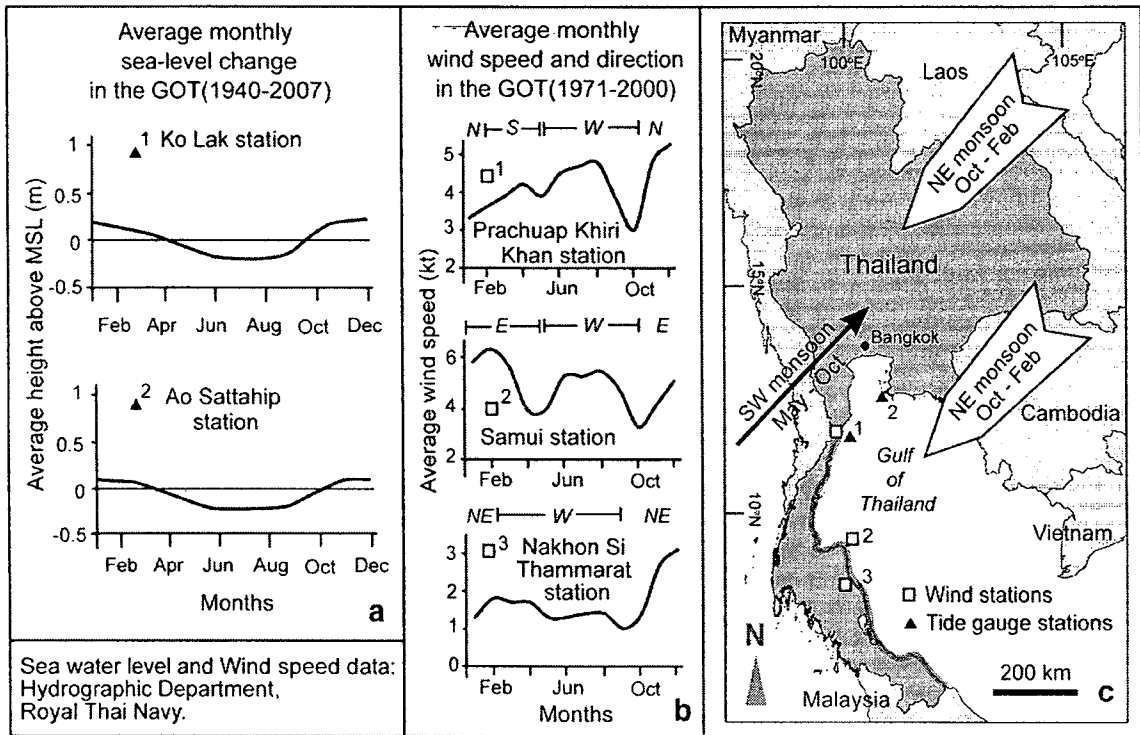 Average monthly
sea-level change
in the GOT(1940-2007)
Average height above MSL (m)
1 Ko Lak station
1
0.5
0
-0.5
Feb Apr Jun Aug Oct Dec
2 Ao Sattahip
station
1
0.5
0
-0.5
Feb Apr Jun Aug Oct Dec
Months
a
Sea water level and Wind speed data:
Hydrographic Department,
Royal Thai Navy.
Average monthly
wind speed and direction
in the GOT(1971-2000)
Average wind speed (kt)
N S W N
5
4
3
2
1
Prachuap Khiri
Khan station
Feb Jun Oct
E W E
6
4
2
2
Samui station
Feb Jun Oct
NE W NE
3
2
1
0
3 Nakhon Si
Thammarat
station
Feb Jun Oct
Months
b
Myanmar
20°N
100°E
105°E
Laos
NE monsoon
Oct - Feb
15°N
Thailand
Bangkok
SW monsoon
May - Oct
NE monsoon
Oct - Feb
2
1
Cambodia
Gulf
of
Thailand
10°N
Vietnam
2
3
Wind stations
Tide gauge stations
N
200 km
Malaysia
c